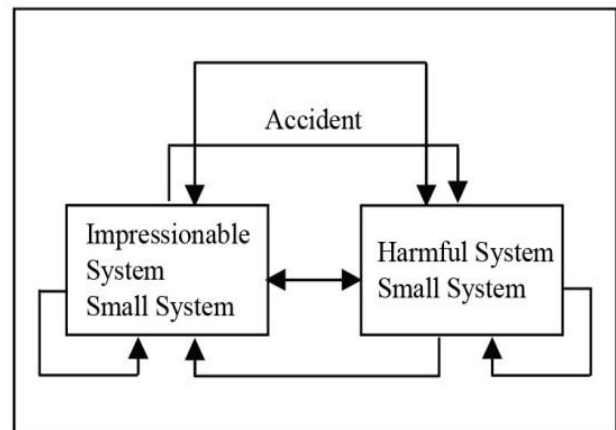 Accident
Impressionable
System
Small System
Harmful System
Small System